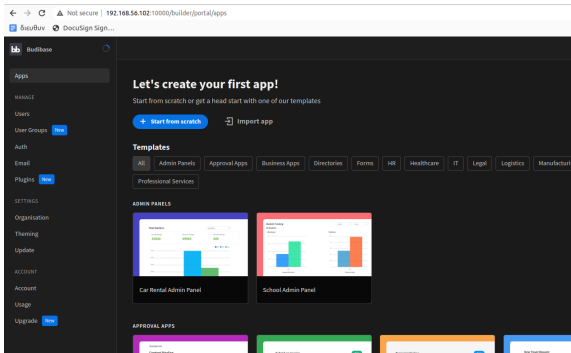 Not secure | 192.168.56.102:10000/builder/portal/apps
διευθυν DocuSign Sign...
bb Budibase
Apps
MANAGE
Users
User Groups New
Auth
Email
Plugins New
SETTINGS
Organisation
Theming
Update
ACCOUNT
Account
Usage
Upgrade New
Let's create your first app!
Start from scratch or get a head start with one of our templates
+ Start from scratch Import app
Templates
All Admin Panels Approval Apps Business Apps Directories Forms HR Healthcare IT Legal Logistics Manufacturi
Professional Services
ADMIN PANELS
Car Rental Admin Panel School Admin Panel
APPROVAL APPS